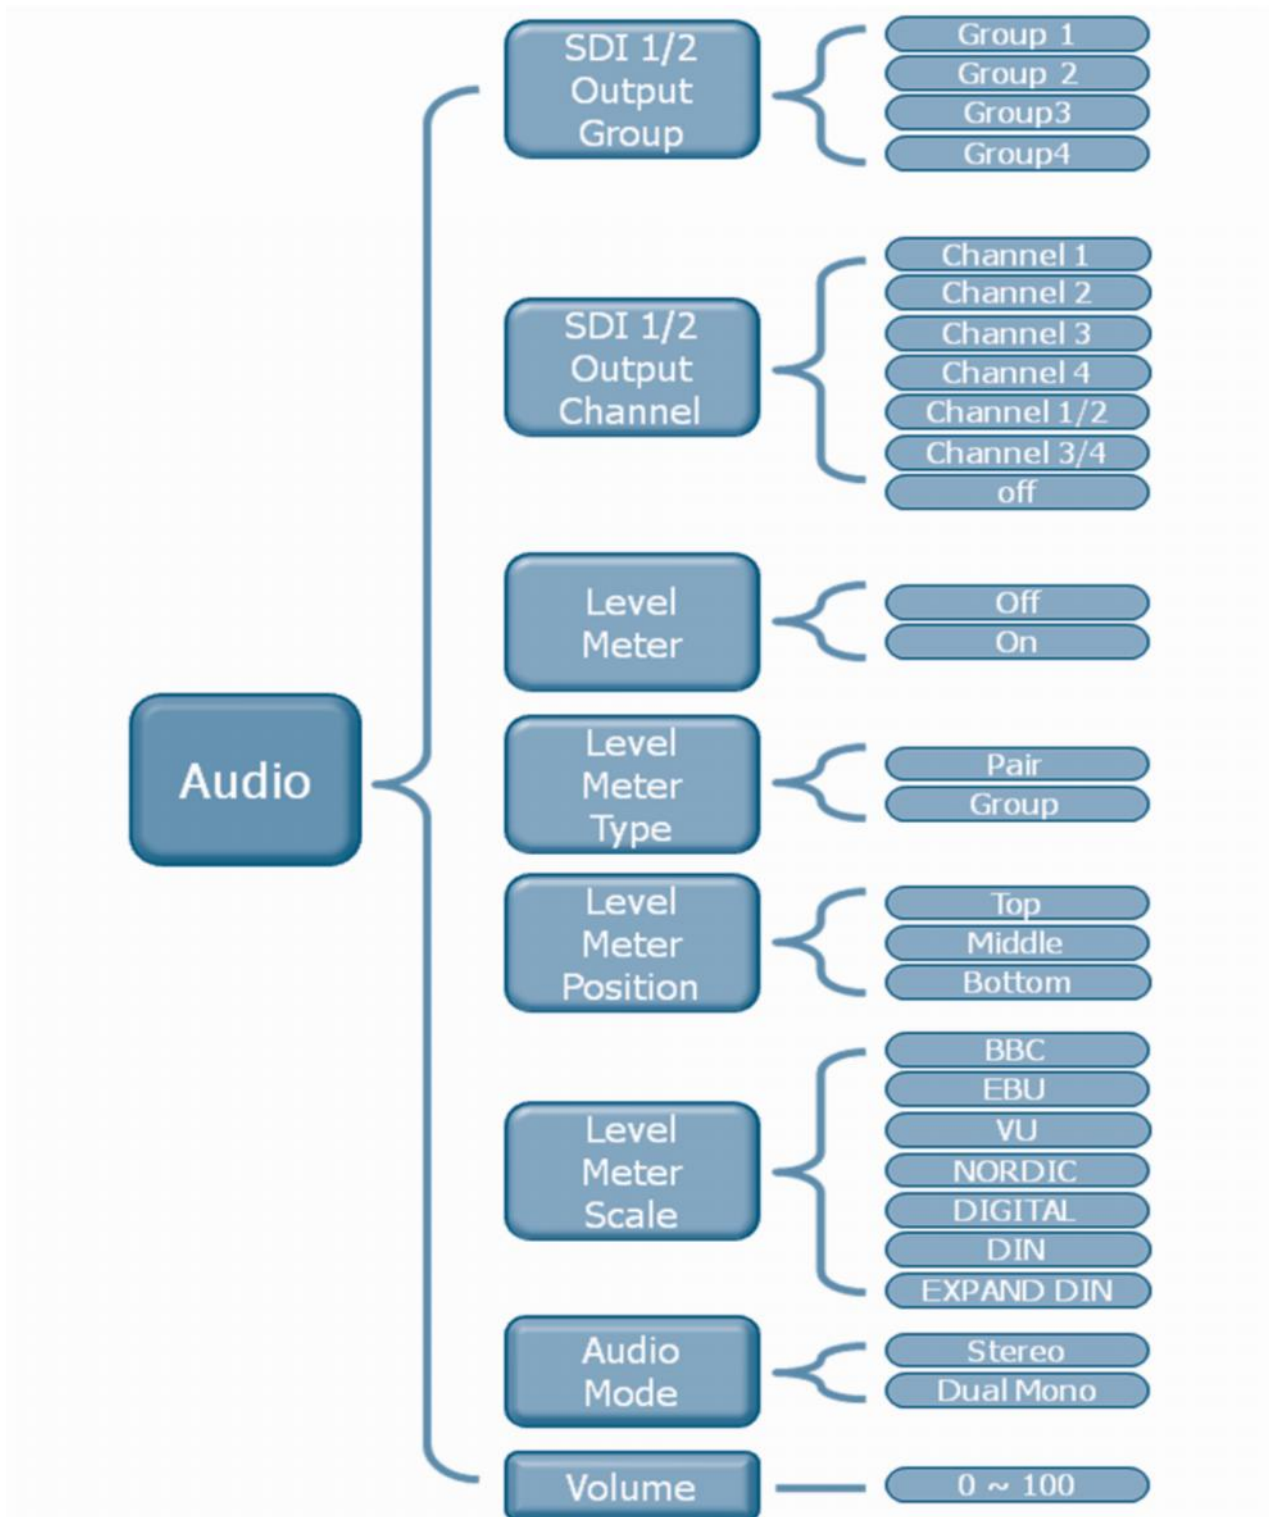 Audio
SDI 1/2
Output
Group
Group 1
Group 2
Group3
Group4
SDI 1/2
Output
Channel
Channel 1
Channel 2
Channel 3
Channel 4
Channel 1/2
Channel 3/4
off
Level
Meter
Off
On
Level
Meter
Type
Pair
Group
Level
Meter
Position
Top
Middle
Bottom
Level
Meter
Scale
BBC
EBU
VU
NORDIC
DIGITAL
DIN
EXPAND DIN
Audio
Mode
Stereo
Dual Mono
Volume
0 ~ 100